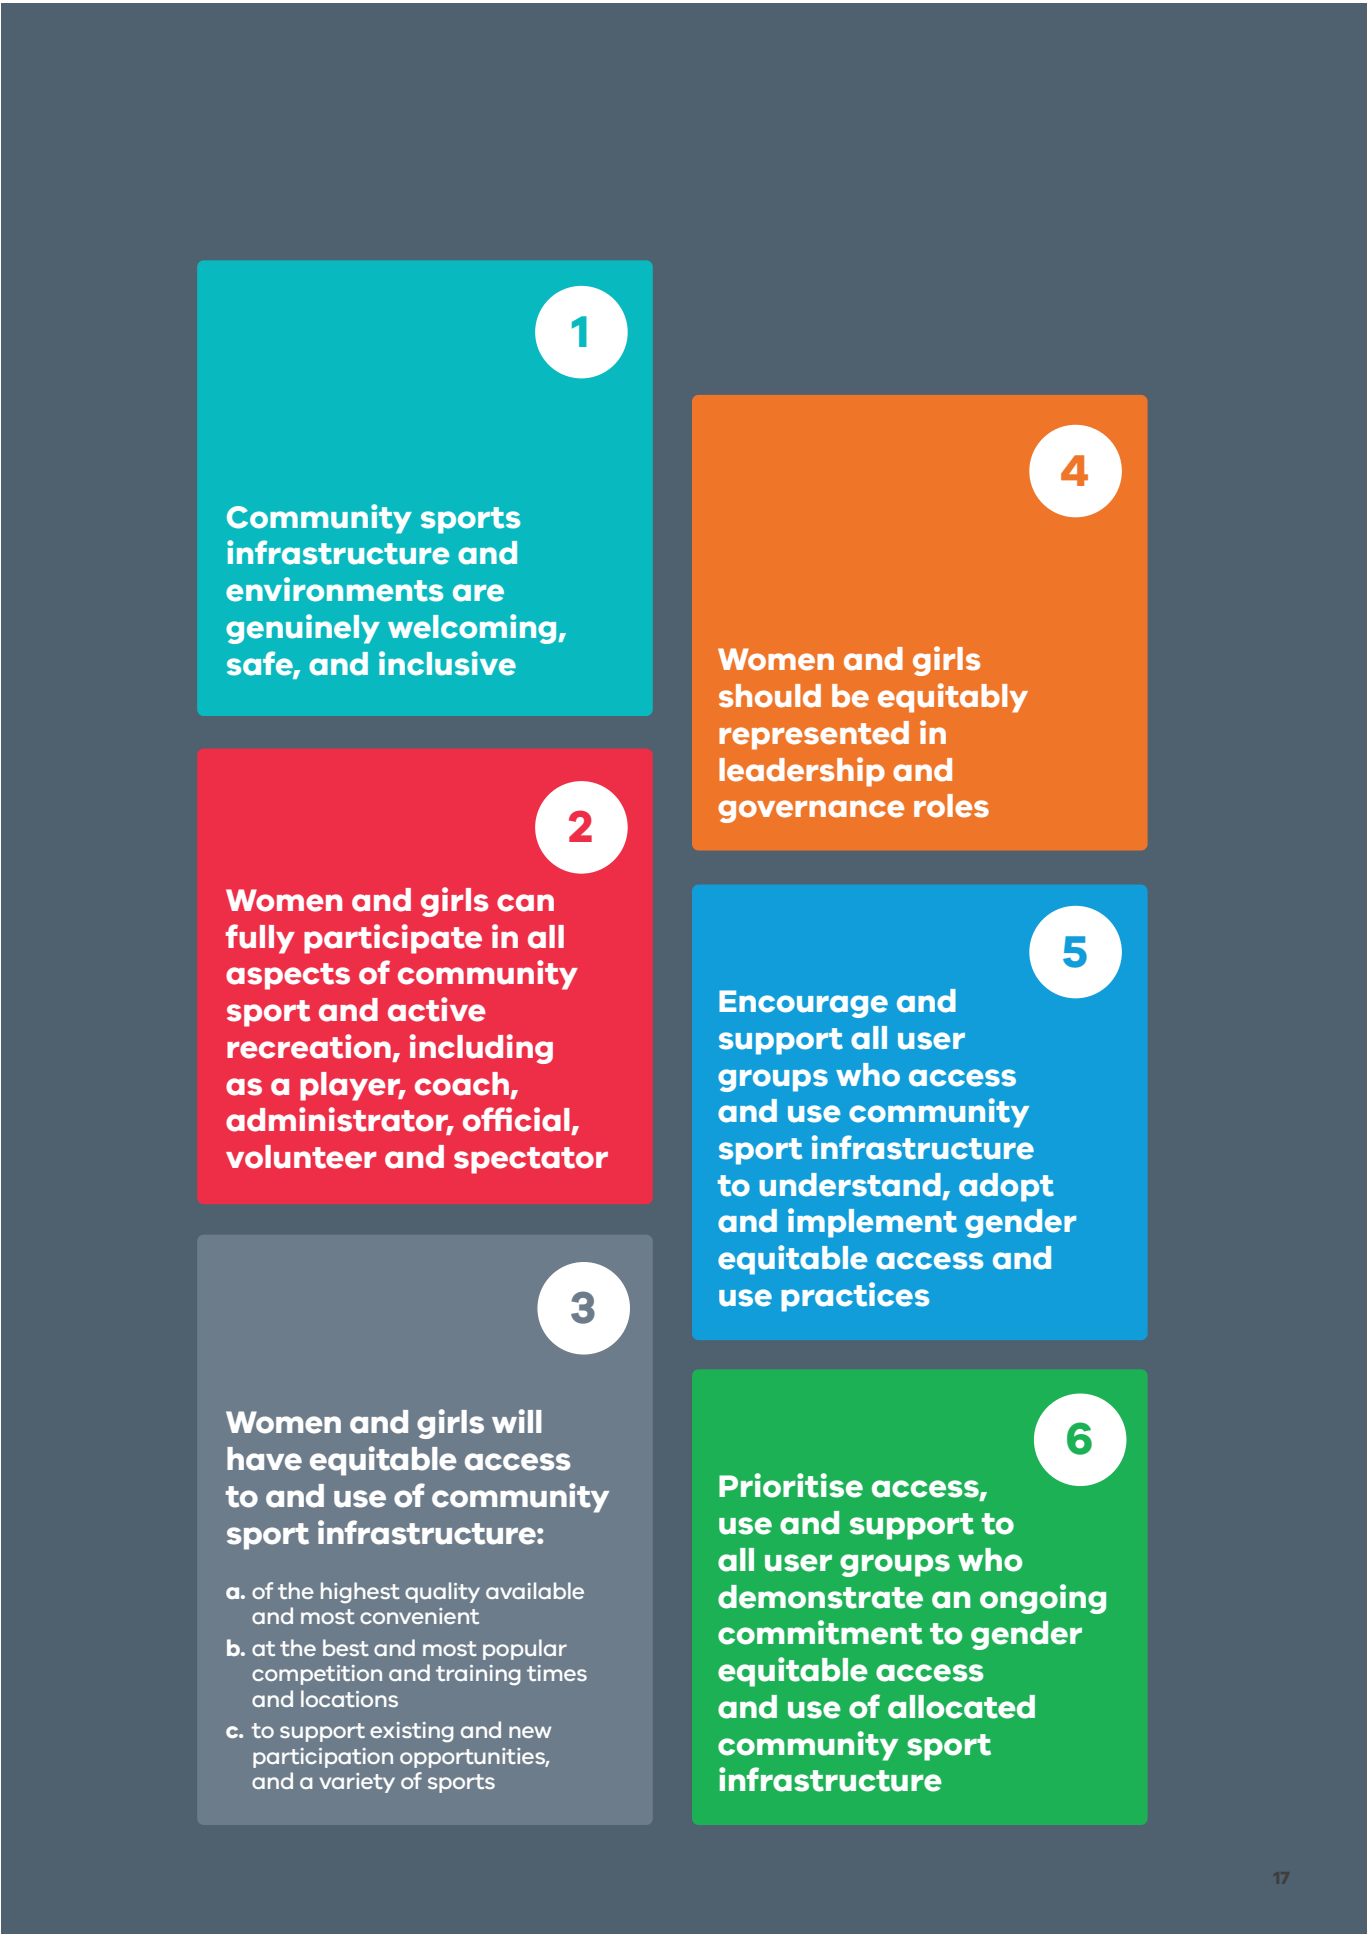 1
Community sports
infrastructure and
environments are
genuinely welcoming,
safe, and inclusive
2
Women and girls can
fully participate in all
aspects of community
sport and active
recreation, including
as a player, coach,
administrator, official,
volunteer and spectator
3
Women and girls will
have equitable access
to and use of community
sport infrastructure:
a. of the highest quality available
and most convenient
b. at the best and most popular
competition and training times
and locations
c. to support existing and new
participation opportunities,
and a variety of sports
4
Women and girls
should be equitably
represented in
leadership and
governance roles
5
Encourage and
support all user
groups who access
and use community
sport infrastructure
to understand, adopt
and implement gender
equitable access and
use practices
6
Prioritise access,
use and support to
all user groups who
demonstrate an ongoing
commitment to gender
equitable access
and use of allocated
community sport
infrastructure
17